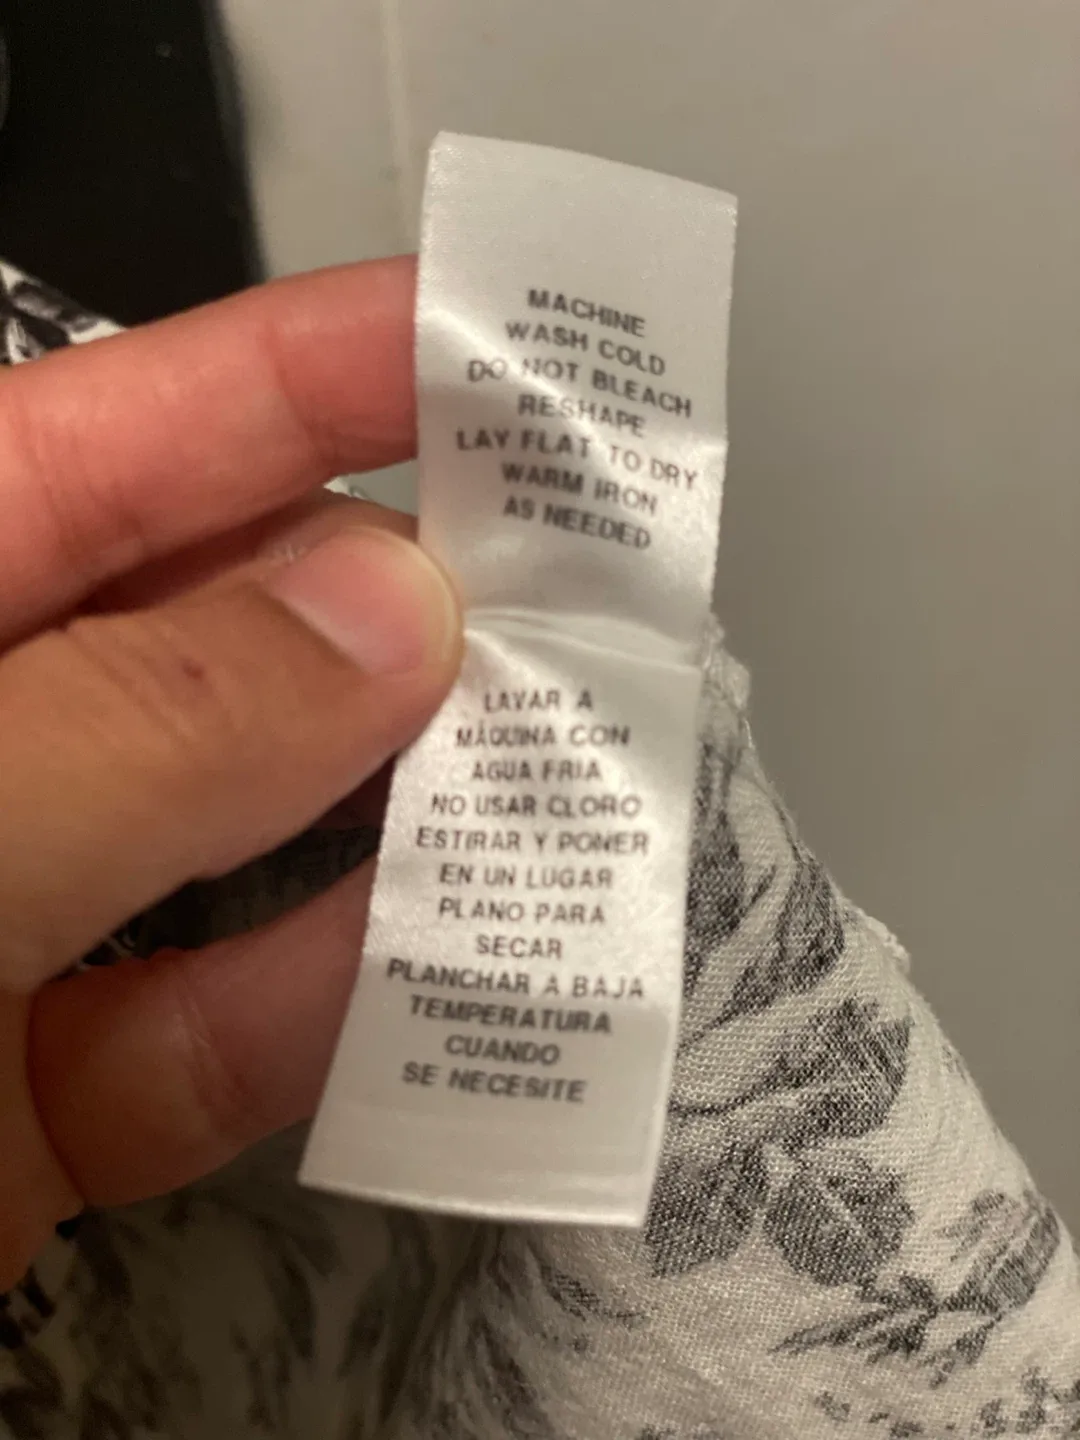 MACHINE
WASH COLD
DO NOT BLEACH
RESHAPE
LAY FLAT TO DRY
WARM IRON
AS NEEDED
LAVAR A
MÁQUINA CON
AGUA FRIA
NO USAR CLORO
ESTIRAR Y PONER
EN UN LUGAR
PLANO PARA
SECAR
PLANCHAR A BAJA
TEMPERATURA
CUANDO
SE NECESITE